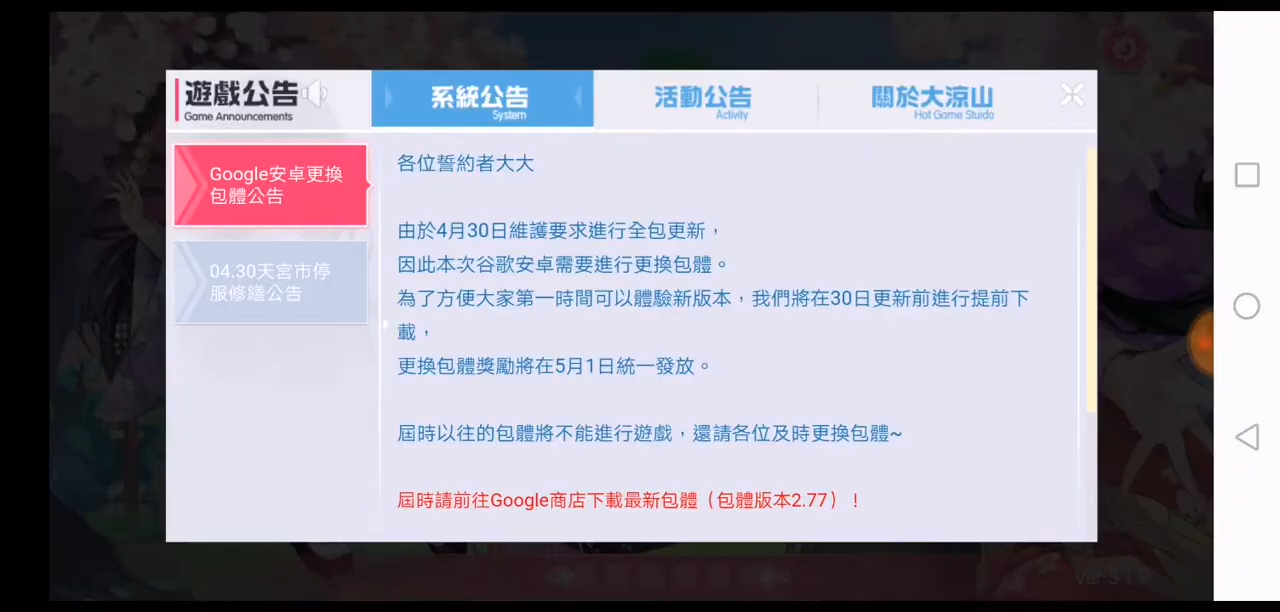 遊戲公告
Game Announcements
系統公告
System
活動公告
Activity
關於大涼山
Hot Game Stuido
Google安卓更換
包體公告
04.30天宮市停
服修繕公告
各位誓約者大大
由於4月30日維護要求進行全包更新，
因此本次谷歌安卓需要進行更換包體。
為了方便大家第一時間可以體驗新版本，我們將在30日更新前進行提前下
載，
更換包體獎勵將在5月1日統一發放。
屆時以往的包體將不能進行遊戲，還請各位及時更換包體~
屆時請前往Google商店下載最新包體（包體版本2.77）！